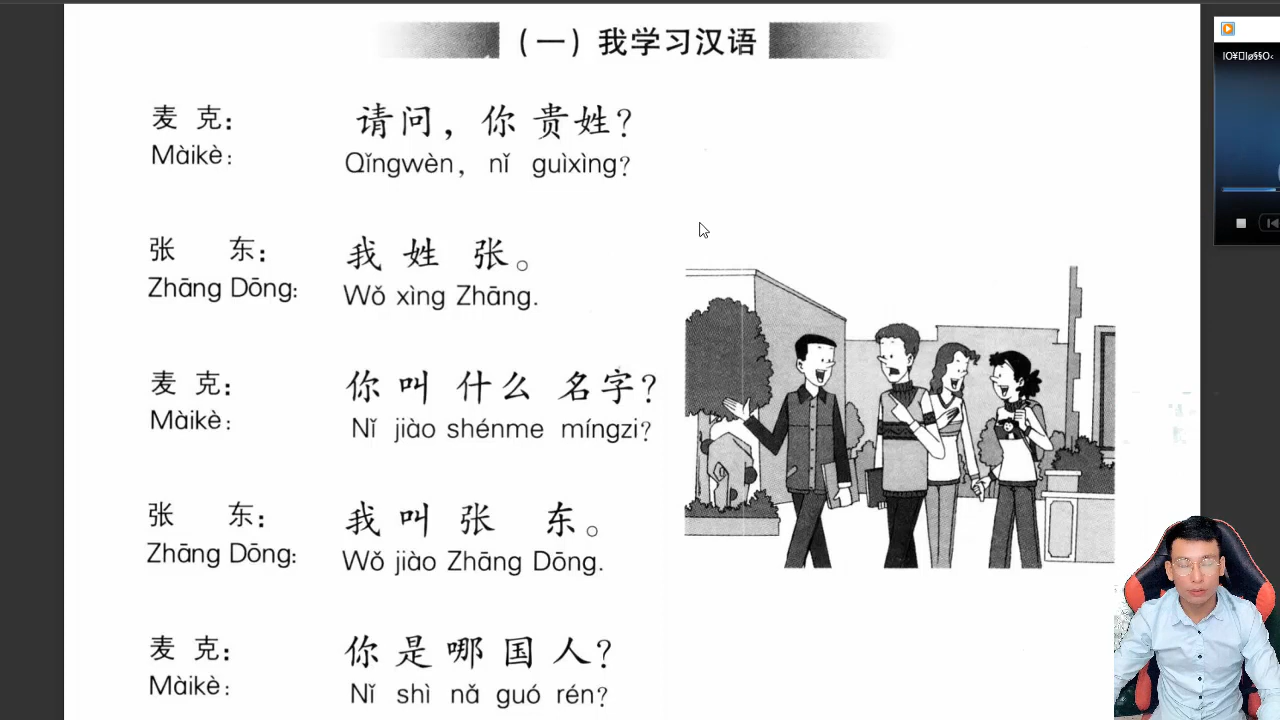 （一）我学习汉语
麦 克： 请问，你 贵姓？
Màikè： Qǐngwèn, nǐ guìxìng?
张 东： 我 姓 张。
Zhāng Dōng: Wǒ xìng Zhāng.
麦 克： 你 叫 什么 名字？
Màikè： Nǐ jiào shénme míngzi?
张 东： 我 叫 张 东。
Zhāng Dōng: Wǒ jiào Zhāng Dōng.
麦 克： 你 是 哪 国 人？
Màikè： Nǐ shì nǎ guó rén?